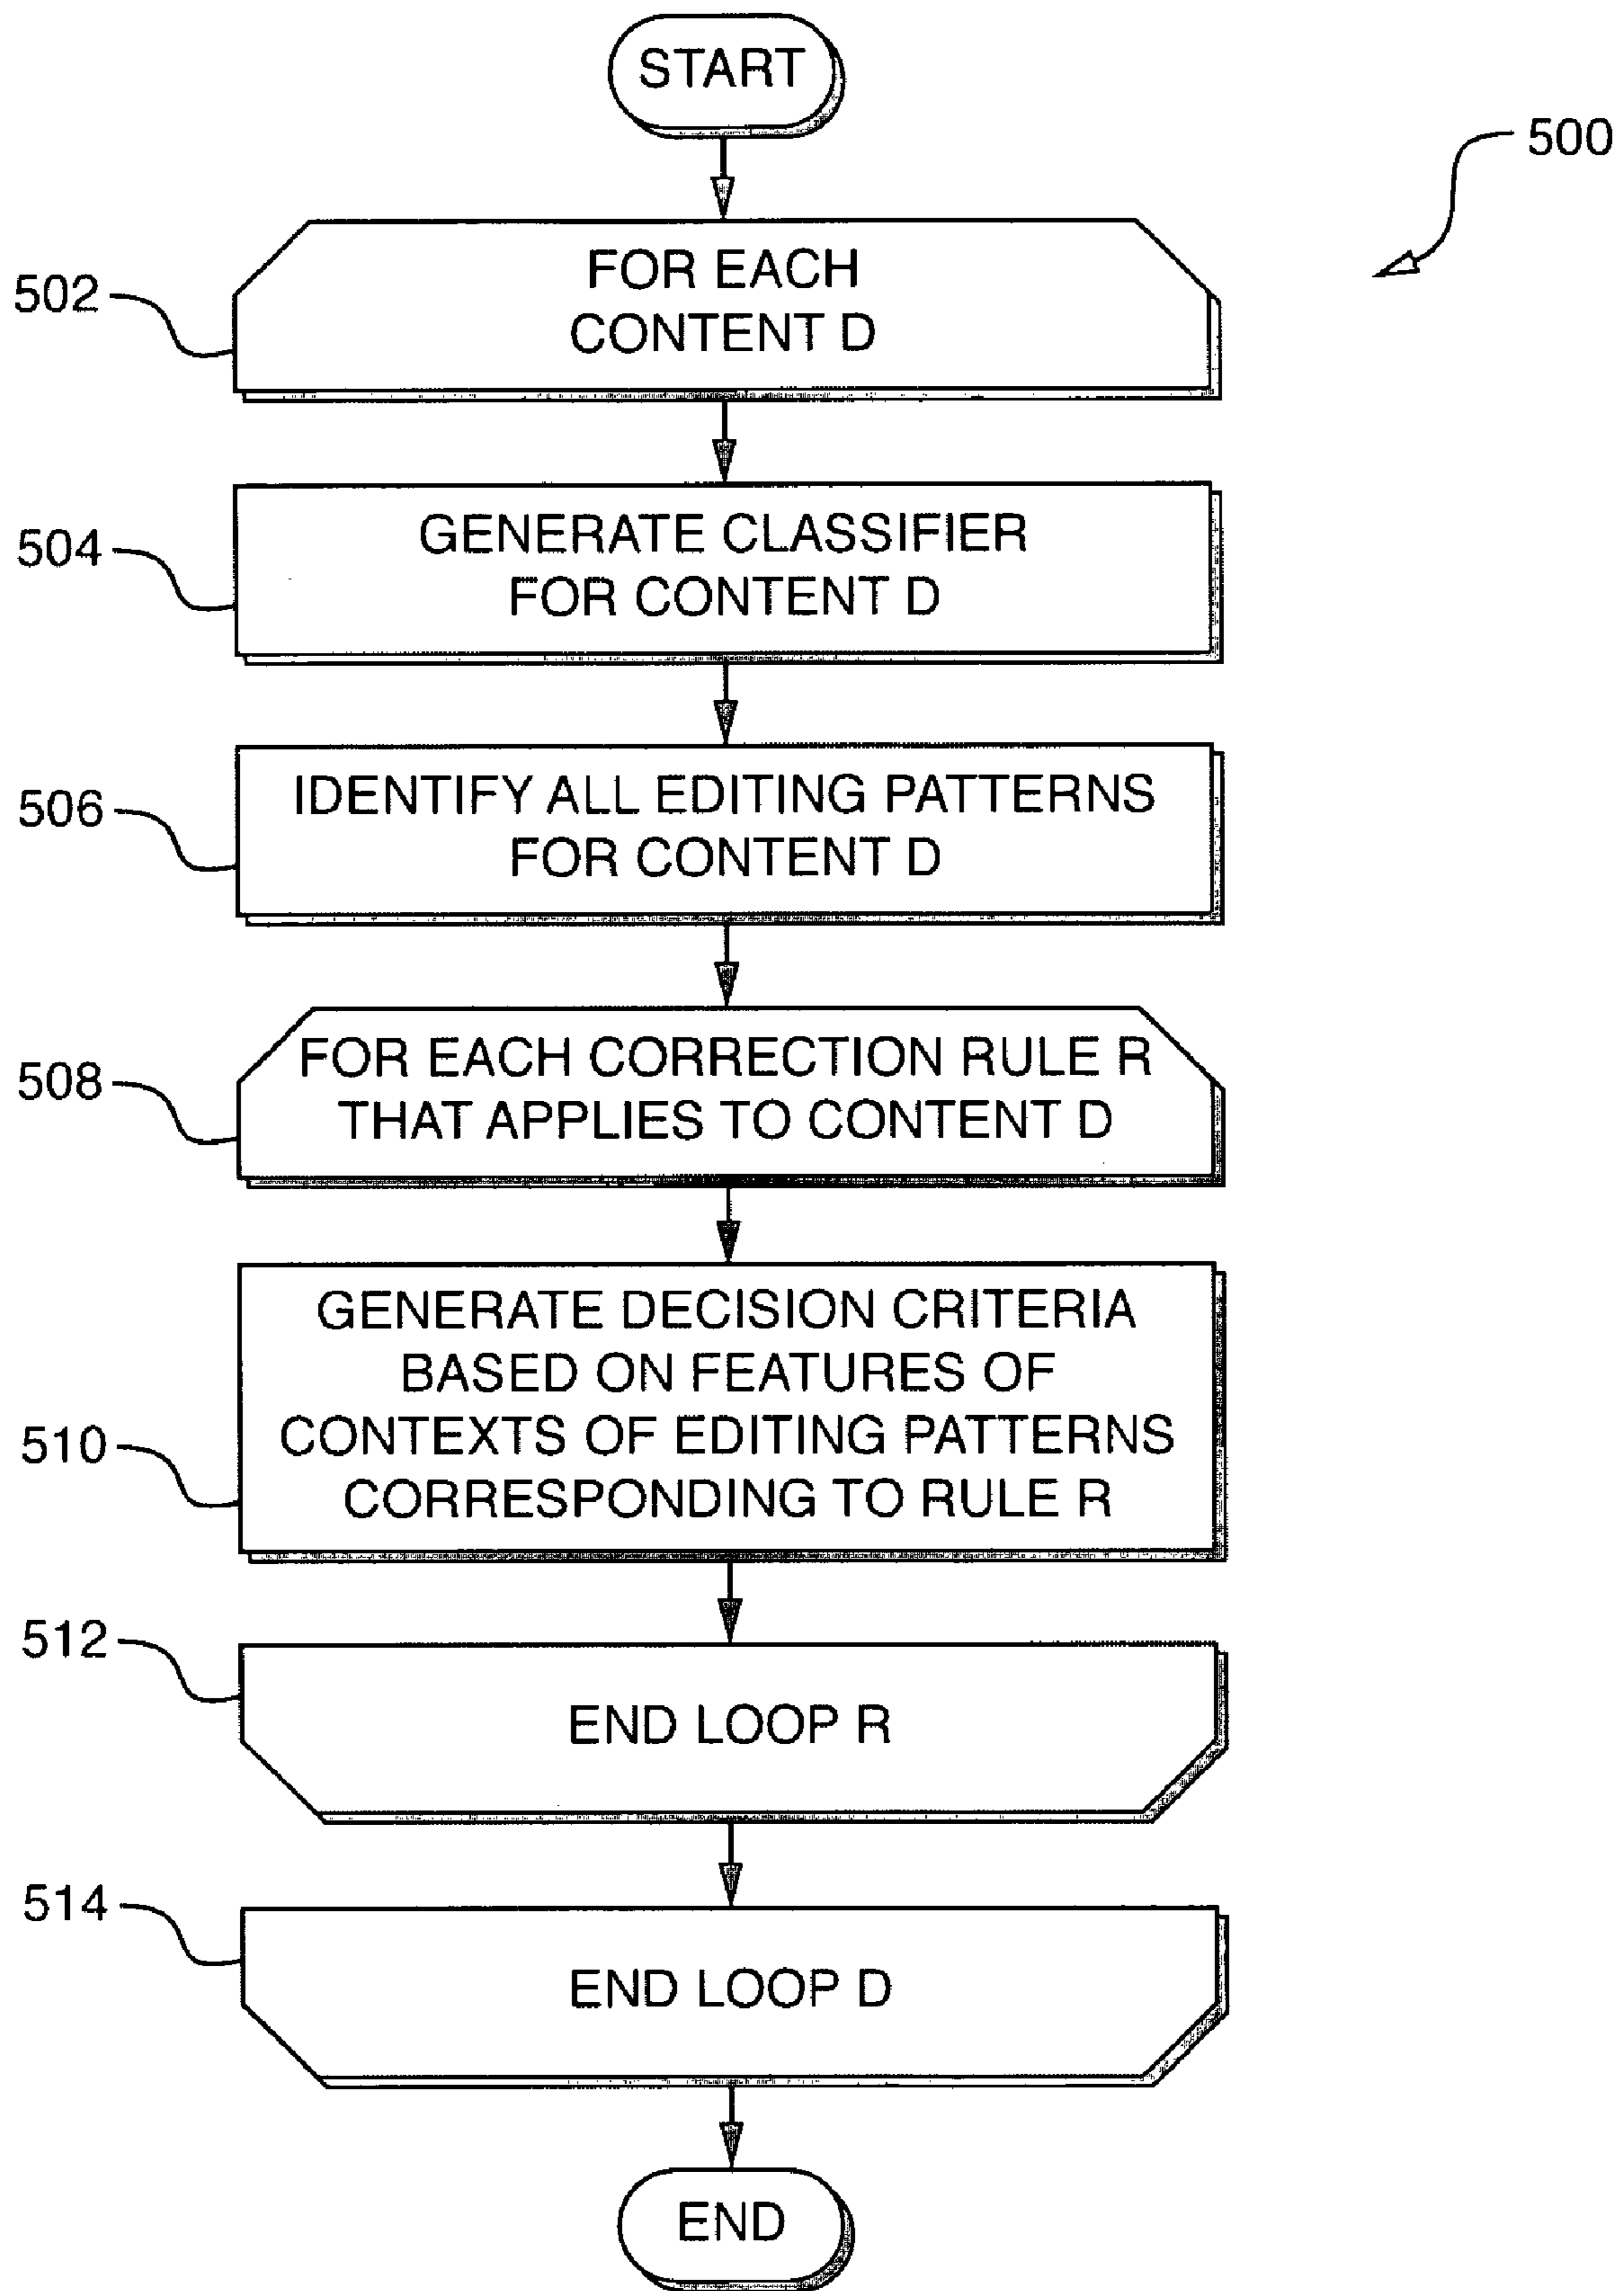 START
500
502
FOR EACH
CONTENT D
504
GENERATE CLASSIFIER
FOR CONTENT D
506
IDENTIFY ALL EDITING PATTERNS
FOR CONTENT D
508
FOR EACH CORRECTION RULE R
THAT APPLIES TO CONTENT D
510
GENERATE DECISION CRITERIA
BASED ON FEATURES OF
CONTEXTS OF EDITING PATTERNS
CORRESPONDING TO RULE R
512
END LOOP R
514
END LOOP D
END